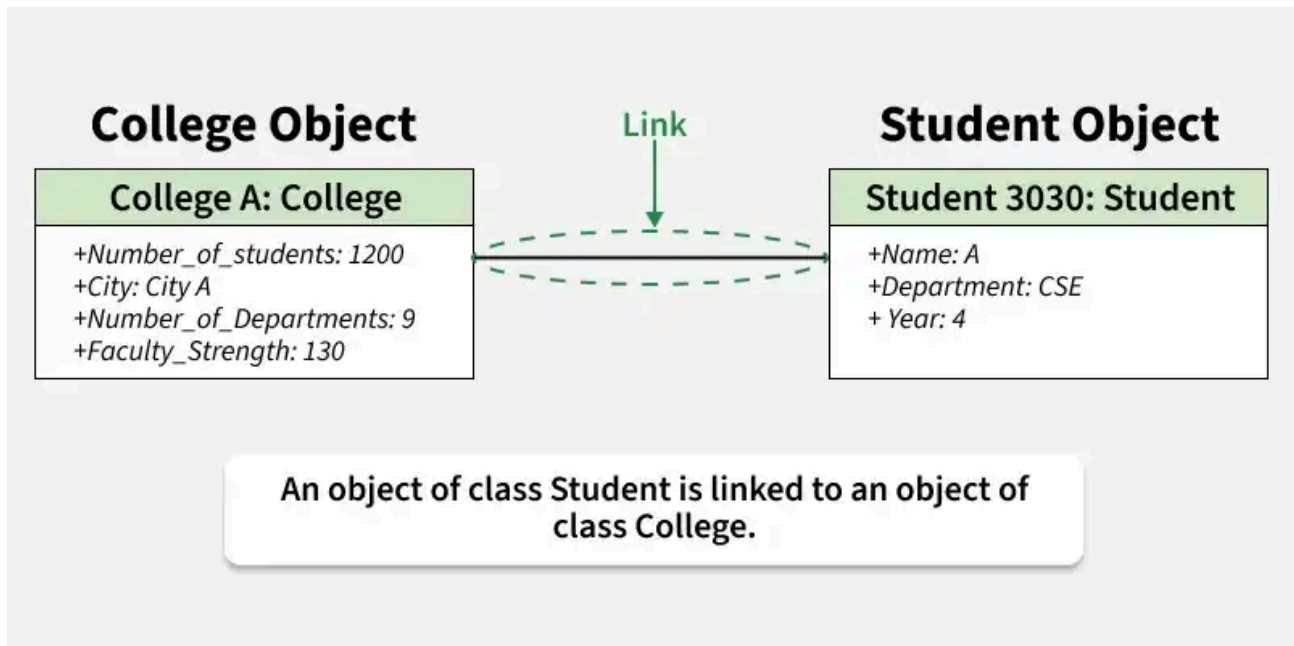 College Object
Link
Student Object
College A: College
+Number_of_students: 1200
+City: City A
+Number_of_Departments: 9
+Faculty_Strength: 130
Student 3030: Student
+Name: A
+Department: CSE
+ Year: 4
An object of class Student is linked to an object of
class College.